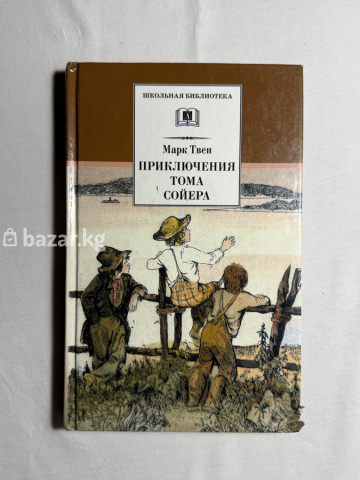 ШКОЛЬНАЯ БИБЛИОТЕКА
Марк Твен
ПРИКЛЮЧЕНИЯ
ТОМА
СОЙЕРА
bazar.kg